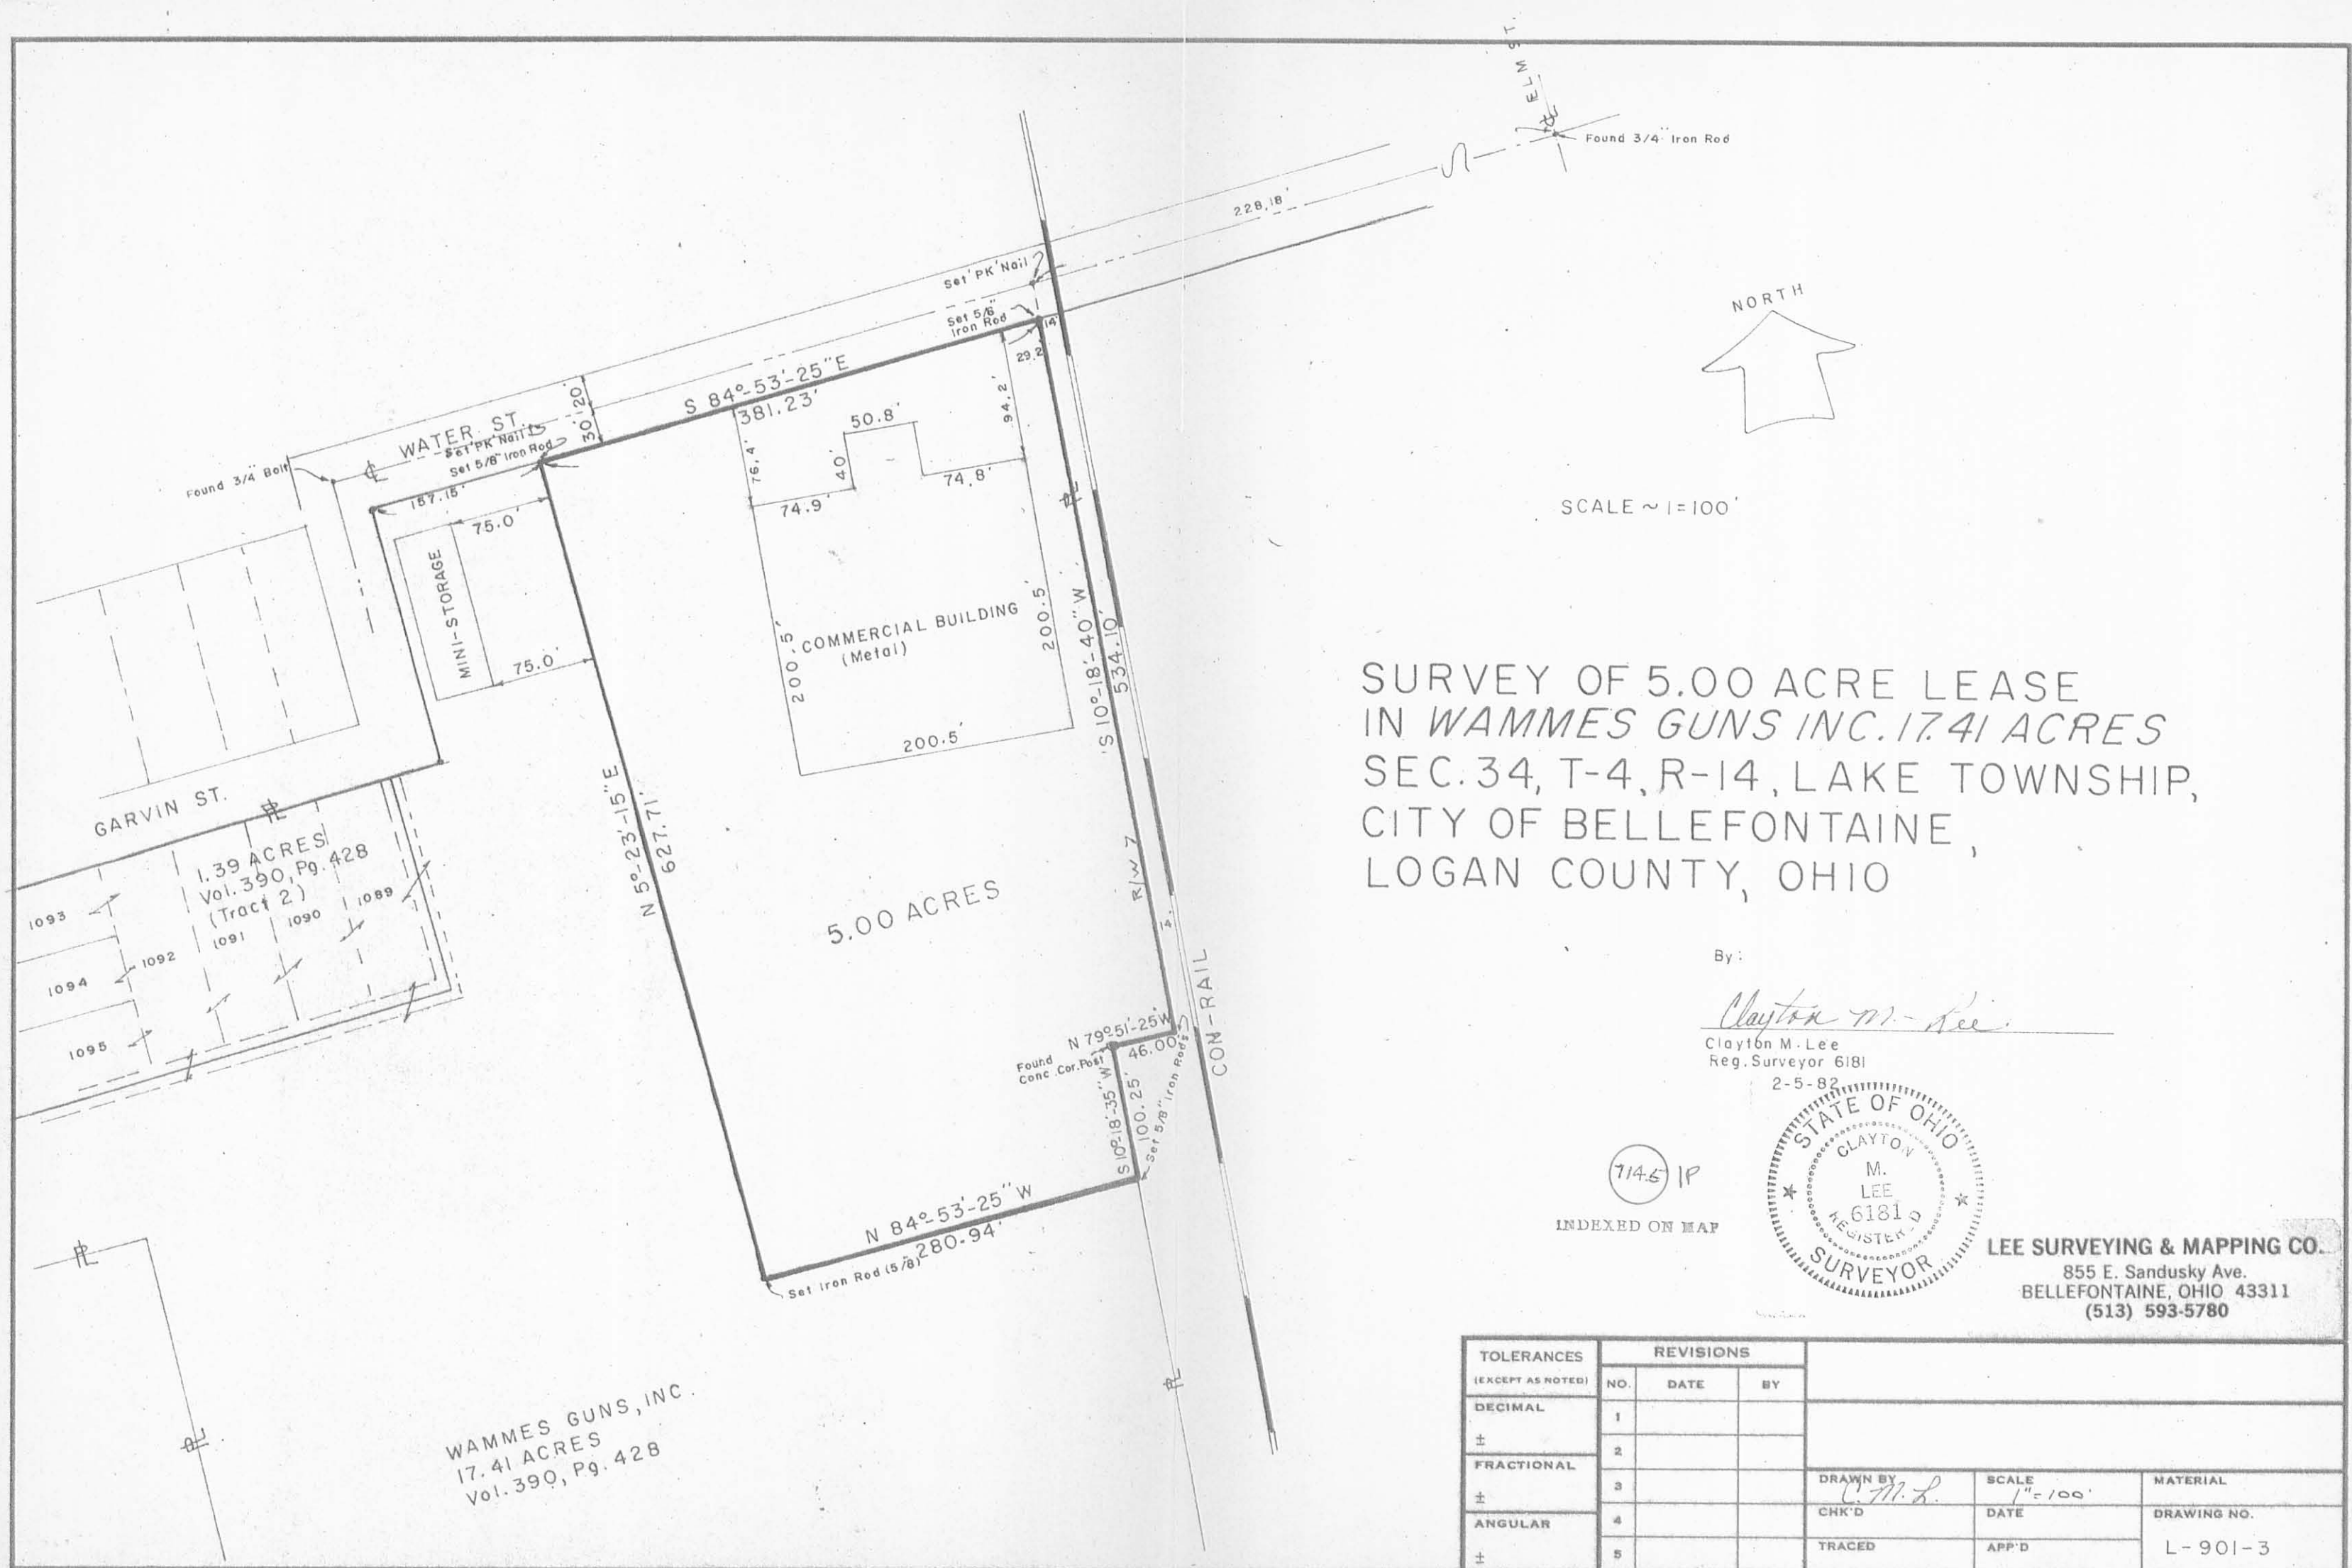 ELM ST.
Found 3/4" Iron Rod
228.18'
Set 'PK' Nail
Set 5/8"
Iron Rod
14'
29.2
NORTH
S 84°-53'-25" E
381.23'
20'
30'
WATER ST.
Set 'PK' Nail
Set 5/8" Iron Rod
Found 3/4" Bolt
157.15'
75.0'
MINI-STORAGE
75.0'
76.4'
50.8'
40'
94.2'
74.9'
74.8'
SCALE ~ 1=100'
COMMERCIAL BUILDING
(Metal)
200.5'
200.5'
200.5'
S 10°-18'-40" W
534.10'
N 5°-23'-15" E
627.71'
GARVIN ST.
1.39 ACRES
Vol. 390, Pg. 428
(Tract 2)
1093
1094
1095
1092
1091
1090
1089
5.00 ACRES
R/W
CON-RAIL
N 79°51'-25"W
46.00'
Found
Conc. Cor. Post
S 10°-18'-35" W
100.25'
Set 5/8" Iron Rods
N 84°-53'-25" W
280.94'
Set Iron Rod (5/8)
WAMMES GUNS, INC.
17.41 ACRES
Vol. 390, Pg. 428
SURVEY OF 5.00 ACRE LEASE
IN WAMMES GUNS INC. 17.41 ACRES
SEC. 34, T-4, R-14, LAKE TOWNSHIP,
CITY OF BELLEFONTAINE,
LOGAN COUNTY, OHIO
By:
Clayton M. Lee
Clayton M. Lee
Reg. Surveyor 6181
2-5-82
STATE OF OHIO
CLAYTON
M.
LEE
6181
REGISTERED
SURVEYOR
INDEXED ON MAP
LEE SURVEYING & MAPPING CO.
855 E. Sandusky Ave.
BELLEFONTAINE, OHIO 43311
(513) 593-5780
TOLERANCES
(EXCEPT AS NOTED)
DECIMAL
±
FRACTIONAL
±
ANGULAR
±
REVISIONS
NO. DATE BY
1
2
3
4
5
DRAWN BY
C. M. L.
SCALE
1"=100'
MATERIAL
CHK'D
DATE
DRAWING NO.
L-901-3
TRACED
APP'D